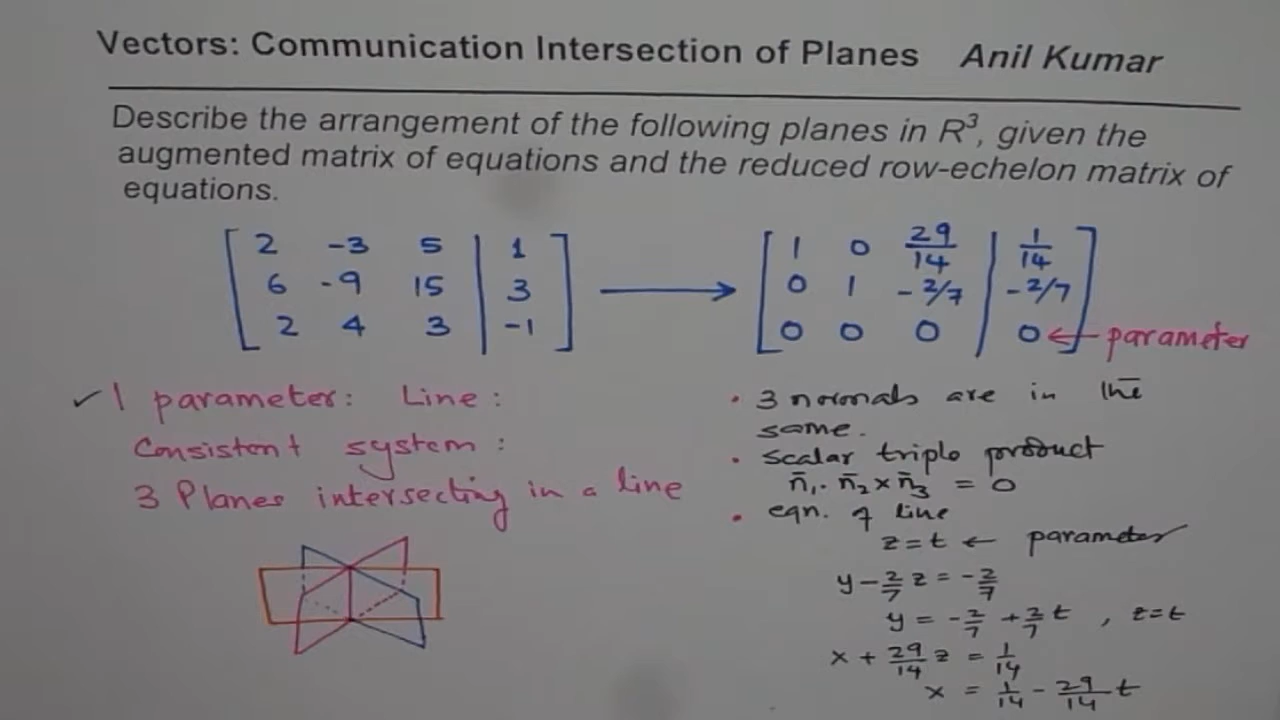 Vectors: Communication Intersection of Planes Anil Kumar
Describe the arrangement of the following planes in R³, given the
augmented matrix of equations and the reduced row-echelon matrix of
equations.
[ 2 -3 5 | 1 ] → [ 1 0 29/14 | 1/14 ]
[ 6 -9 15 | 3 ] [ 0 1 -2/7 | -2/7 ]
[ 2 4 3 | -1 ] [ 0 0 0 | 0 ] ← parameter
✓ 1 parameter: Line:
Consistent system:
3 Planes intersecting in a line
• 3 normals are in the
same.
• scalar triple product
n̄₁. n̄₂ × n̄₃ = 0
• eqn. of line
z = t ← parameter
y - 2/7 z = -2/7
y = -2/7 + 2/7 t , z = t
x + 29/14 z = 1/14
x = 1/14 - 29/14 t